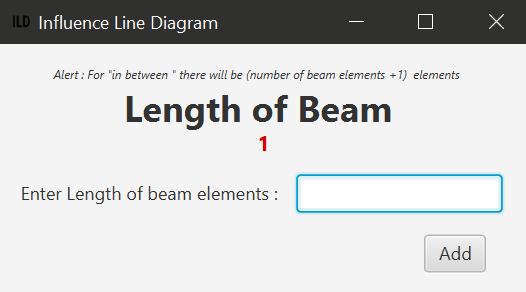 ILD Influence Line Diagram
Alert : For "in between " there will be (number of beam elements +1) elements
Length of Beam
1
Enter Length of beam elements :
Add